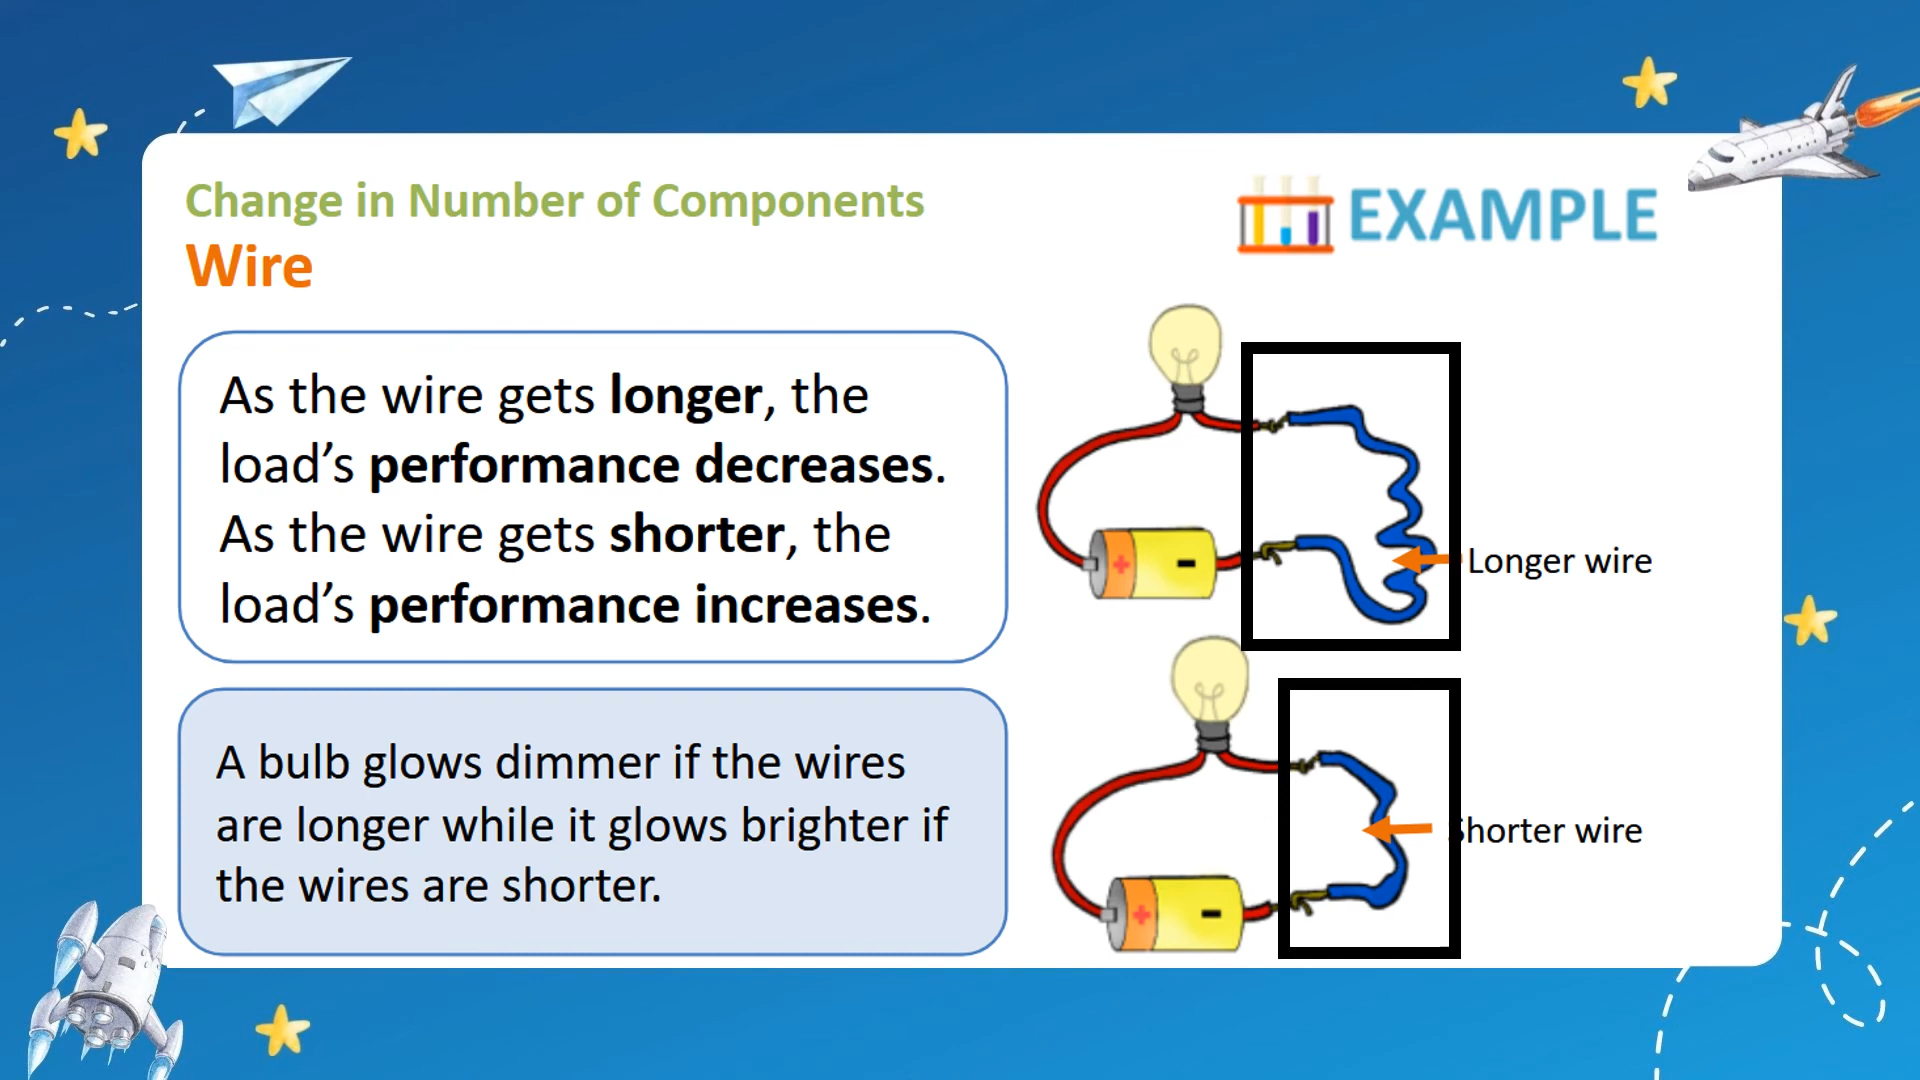 Change in Number of Components
EXAMPLE
Wire
As the wire gets longer, the
load’s performance decreases.
As the wire gets shorter, the
load’s performance increases.
A bulb glows dimmer if the wires
are longer while it glows brighter if
the wires are shorter.
+ -
Longer wire
+ -
Shorter wire